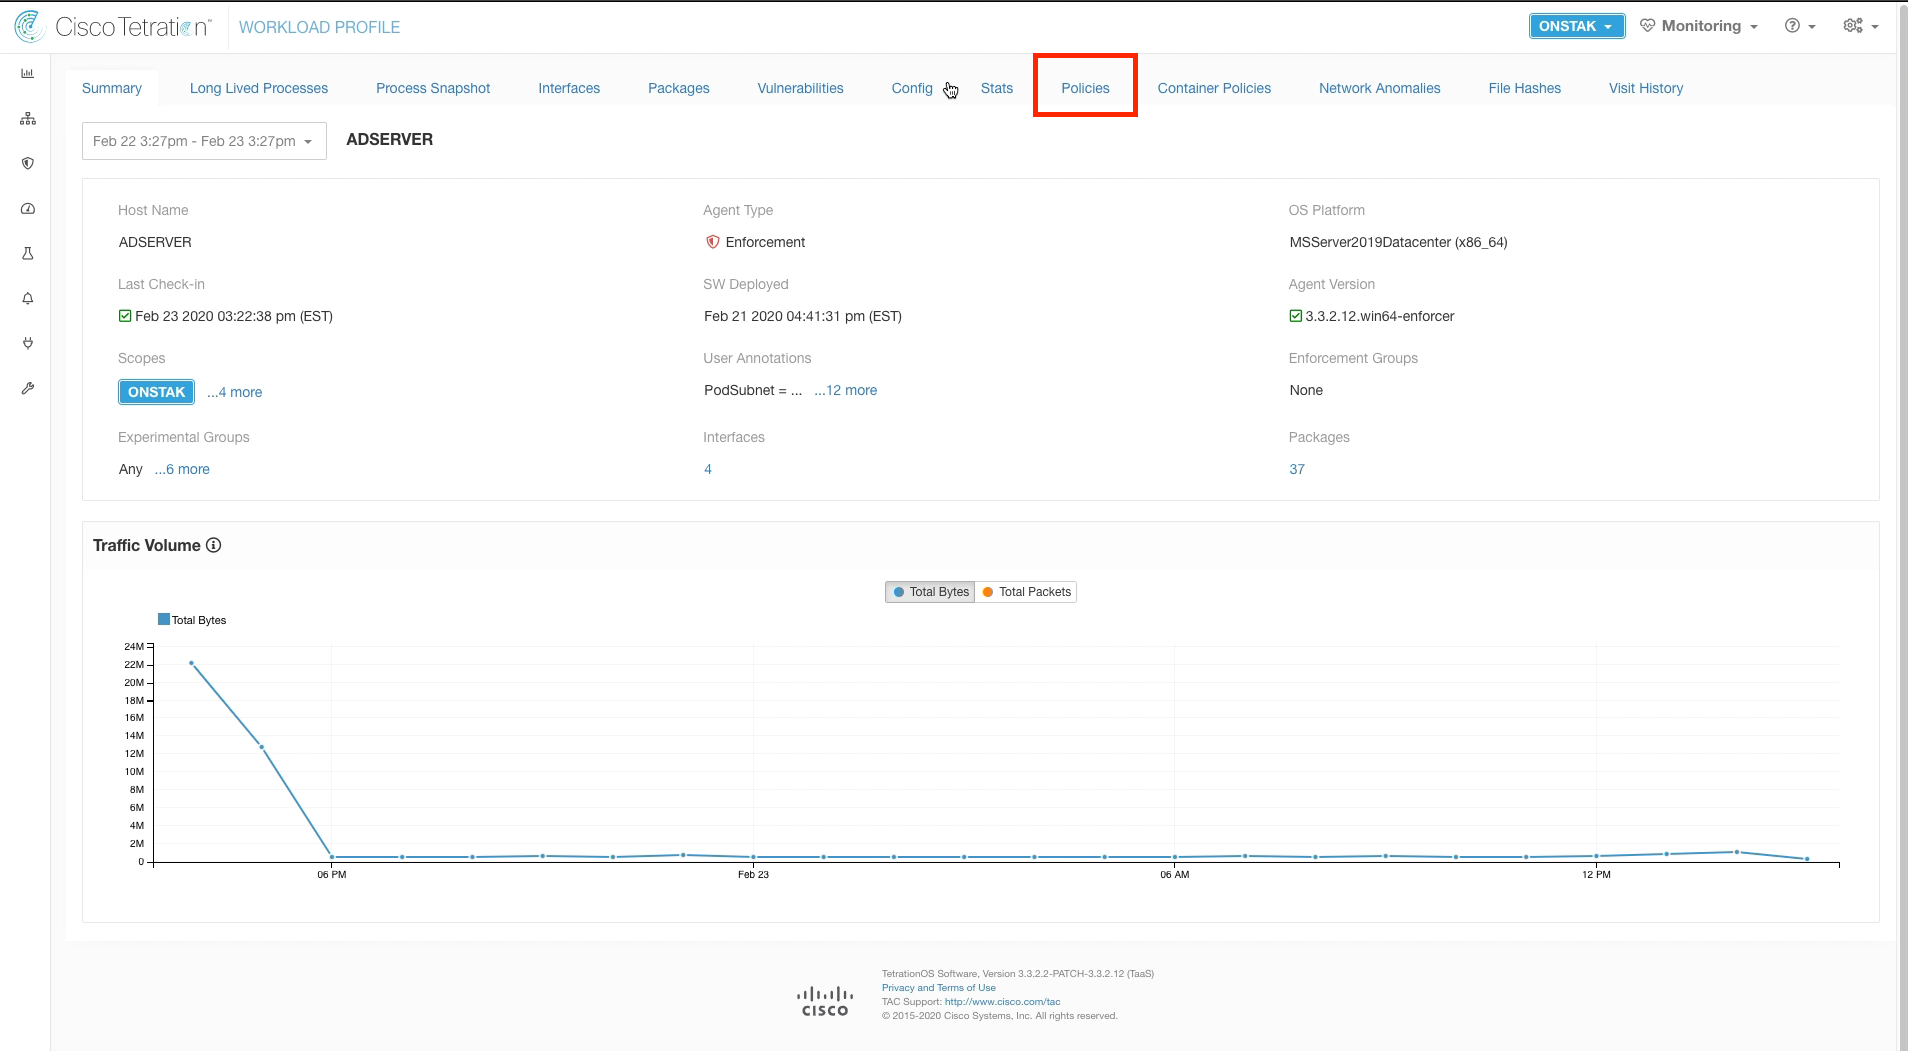 Cisco Tetration™ WORKLOAD PROFILE ONSTAK Monitoring
Summary Long Lived Processes Process Snapshot Interfaces Packages Vulnerabilities Config Stats Policies Container Policies Network Anomalies File Hashes Visit History
Feb 22 3:27pm - Feb 23 3:27pm ADSERVER
Host Name Agent Type OS Platform
ADSERVER Enforcement MSServer2019Datacenter (x86_64)
Last Check-in SW Deployed Agent Version
Feb 23 2020 03:22:38 pm (EST) Feb 21 2020 04:41:31 pm (EST) 3.3.2.12.win64-enforcer
Scopes User Annotations Enforcement Groups
ONSTAK ...4 more PodSubnet = ... ...12 more None
Experimental Groups Interfaces Packages
Any ...6 more 4 37
Traffic Volume
Total Bytes Total Packets
Total Bytes
24M
22M
20M
18M
16M
14M
12M
10M
8M
6M
4M
2M
0
06 PM Feb 23 06 AM 12 PM
TetrationOS Software, Version 3.3.2.2-PATCH-3.3.2.12 (TaaS)
Privacy and Terms of Use
TAC Support: http://www.cisco.com/tac
© 2015-2020 Cisco Systems, Inc. All rights reserved.
CISCO